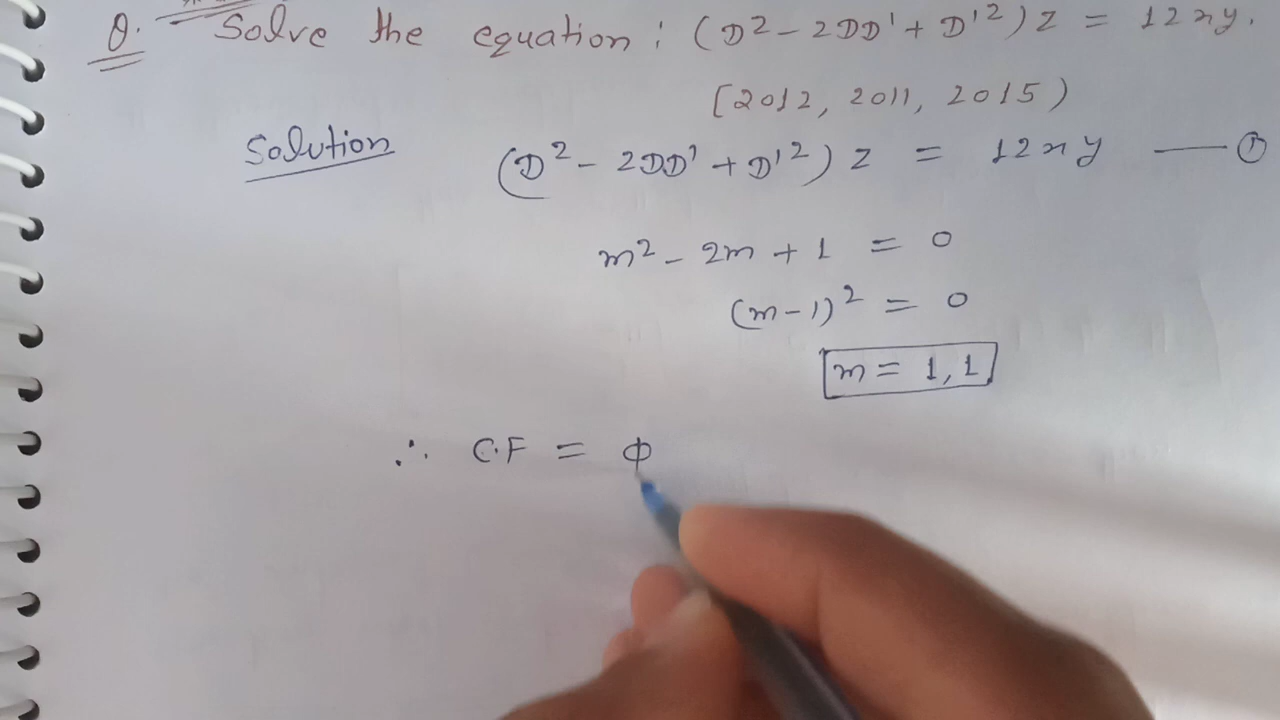 Q. Solve the equation : (D² - 2DD' + D'²) Z = 12xy.
[2012, 2011, 2015)
Solution (D² - 2DD' + D'²) Z = 12xy —— ①
m² - 2m + 1 = 0
(m-1)² = 0
m = 1, 1
∴ C.F = ϕ